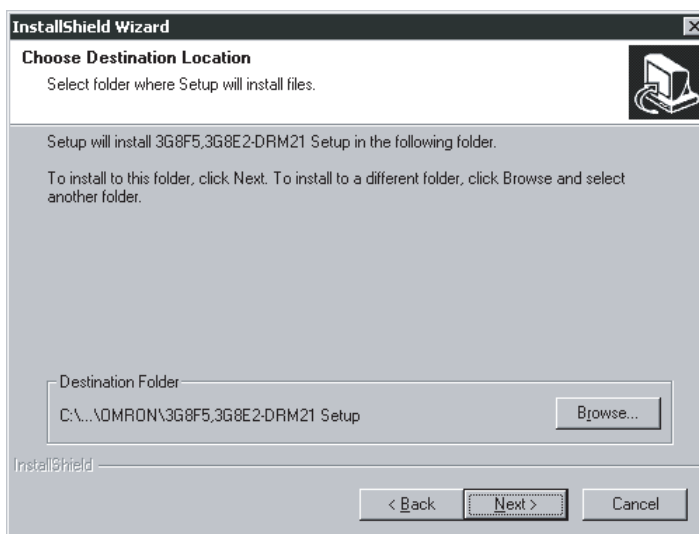 InstallShield Wizard
Choose Destination Location
Select folder where Setup will install files.
Setup will install 3G8F5,3G8E2-DRM21 Setup in the following folder.
To install to this folder, click Next. To install to a different folder, click Browse and select
another folder.
Destination Folder
C:\...\OMRON\3G8F5,3G8E2-DRM21 Setup
Browse...
InstallShield
< Back
Next >
Cancel